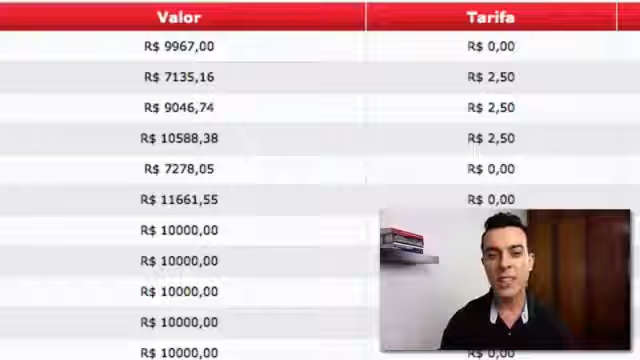 Valor Tarifa
R$ 9967,00 R$ 0,00
R$ 7135,16 R$ 2,50
R$ 9046,74 R$ 2,50
R$ 10588,38 R$ 2,50
R$ 7278,05 R$ 0,00
R$ 11661,55 R$ 0,00
R$ 10000,00
R$ 10000,00
R$ 10000,00
R$ 10000,00
R$ 10000,00